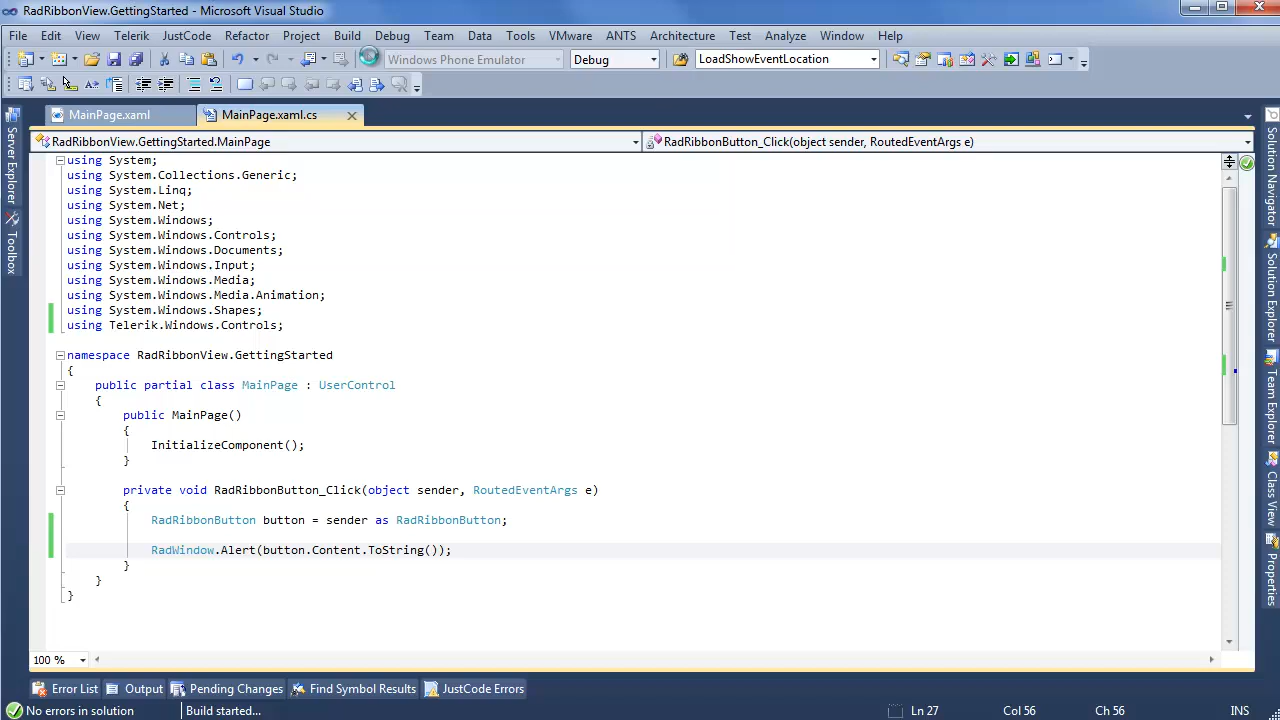 RadRibbonView.GettingStarted - Microsoft Visual Studio
File Edit View Telerik JustCode Refactor Project Build Debug Team Data Tools VMware ANTS Architecture Test Analyze Window Help
Windows Phone Emulator Debug LoadShowEventLocation
MainPage.xaml MainPage.xaml.cs
RadRibbonView.GettingStarted.MainPage RadRibbonButton_Click(object sender, RoutedEventArgs e)
Server Explorer
Toolbox
using System;
using System.Collections.Generic;
using System.Linq;
using System.Net;
using System.Windows;
using System.Windows.Controls;
using System.Windows.Documents;
using System.Windows.Input;
using System.Windows.Media;
using System.Windows.Media.Animation;
using System.Windows.Shapes;
using Telerik.Windows.Controls;
namespace RadRibbonView.GettingStarted
{
public partial class MainPage : UserControl
{
public MainPage()
{
InitializeComponent();
}
private void RadRibbonButton_Click(object sender, RoutedEventArgs e)
{
RadRibbonButton button = sender as RadRibbonButton;
RadWindow.Alert(button.Content.ToString());
}
}
}
Solution Navigator
Solution Explorer
Team Explorer
Class View
Properties
100 %
Error List Output Pending Changes Find Symbol Results JustCode Errors
No errors in solution Build started... Ln 27 Col 56 Ch 56 INS